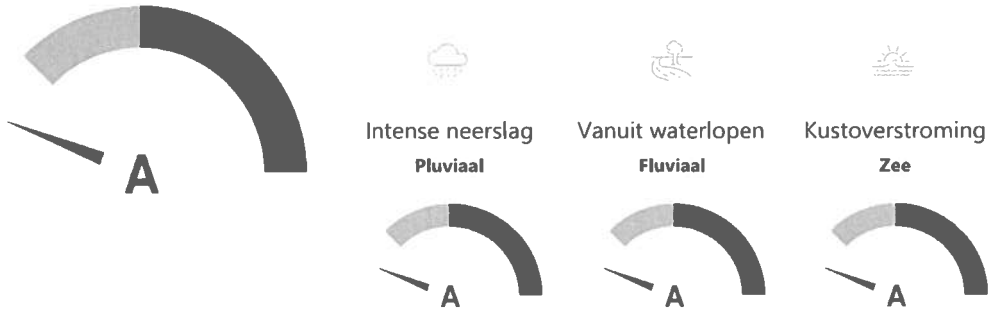 A
Intense neerslag
Pluviaal
A
Vanuit waterlopen
Fluviaal
A
Kustoverstroming
Zee
A